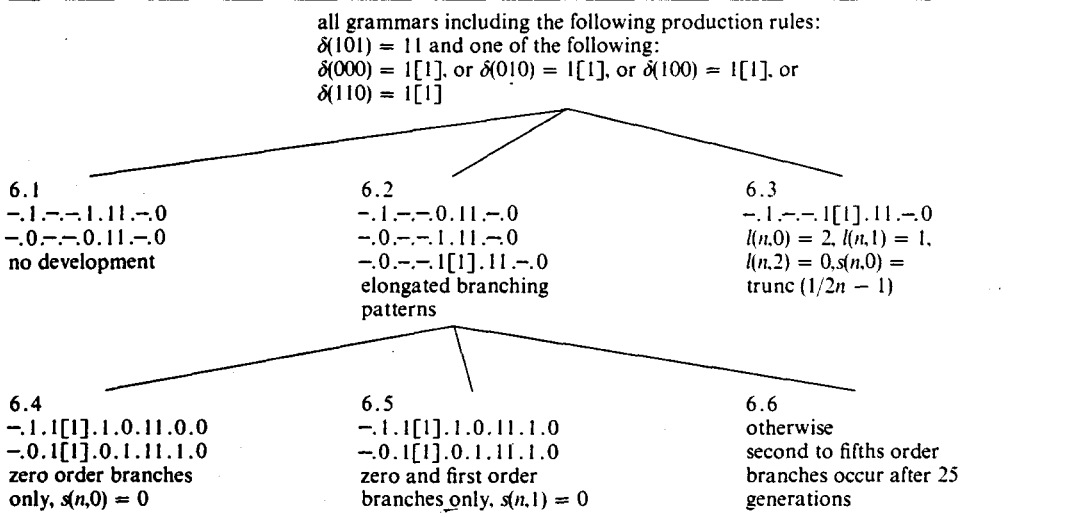 all grammars including the following production rules:
δ(101) = 11 and one of the following:
δ(000) = 1[1], or δ(010) = 1[1], or δ(100) = 1[1], or
δ(110) = 1[1]
6.1
–.1.–.–.1.11.–.0
–.0.–.–.0.11.–.0
no development
6.2
–.1.–.–.0.11.–.0
–.0.–.–.1.11.–.0
–.0.–.–.1[1].11.–.0
elongated branching
patterns
6.3
–.1.–.–.1[1].11.–.0
l(n,0) = 2, l(n,1) = 1,
l(n,2) = 0,s(n,0) =
trunc (1/2n – 1)
6.4
–.1.1[1].1.0.11.0.0
–.0.1[1].0.1.11.1.0
zero order branches
only, s(n,0) = 0
6.5
–.1.1[1].1.0.11.1.0
–.0.1[1].0.1.11.1.0
zero and first order
branches only, s(n,1) = 0
6.6
otherwise
second to fifths order
branches occur after 25
generations